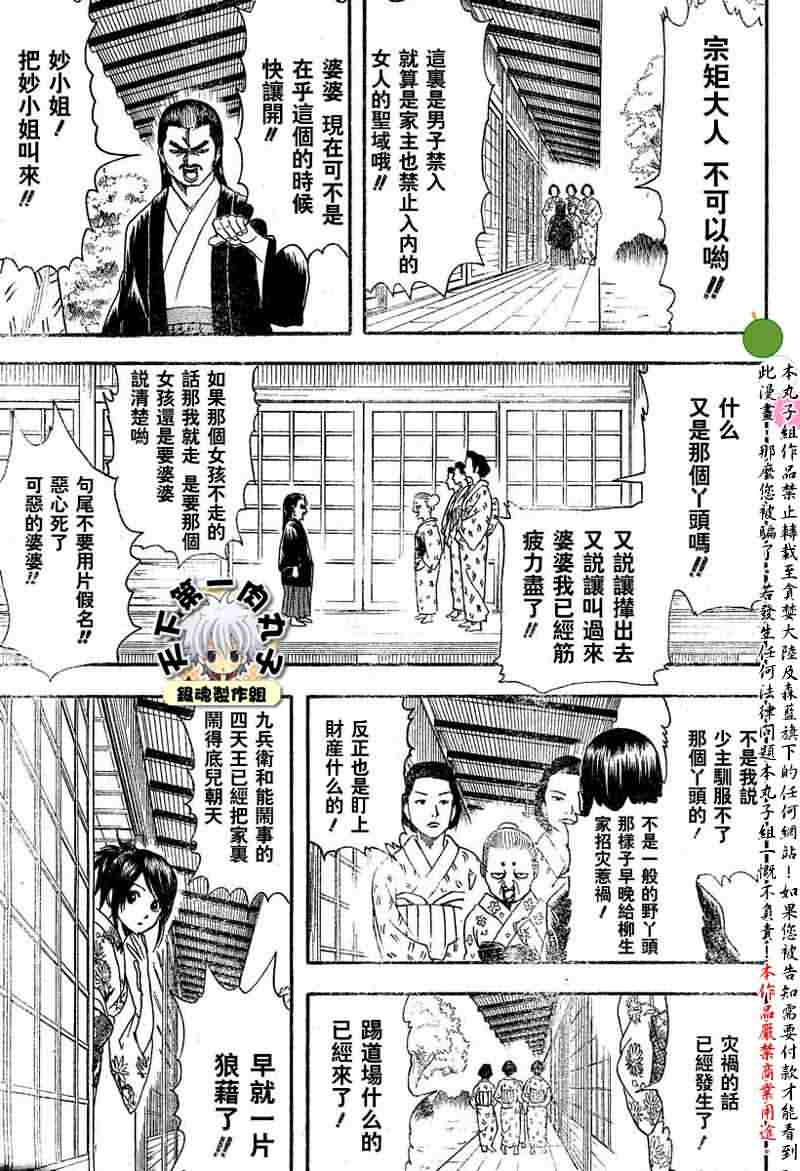 宗矩大人 不可以喲!!
這裏是男子禁入
就算是家主也禁止入内的
女人的聖域哦!!
婆婆 現在可不是
在乎這個的時候
快讓開!!
妙小姐!
把妙小姐叫來!!
什么
又是那個丫頭嗎!!
又說讓攆出去
又說讓叫過來
婆婆我已經筋
疲力盡了!!
如果那個女孩不走的
話那我就走 是要那個
女孩還是要婆婆
說清楚喲
句尾不要用片假名!!
惡心死了
可惡的婆婆!!
不是我説
少主馴服不了
那個丫頭的!
不是一般的野丫頭
那樣子早晚給柳生
家招灾惹禍!
反正也是盯上
財産什么的!
九兵衛和能鬧事的
四天王已經把家裏
鬧得底兒朝天
灾禍的話
已經發生了!
踢道場什么的
已經來了!
早就一片
狼藉了!!
天下第一肉丸子
銀魂製作組
本丸子組作品禁止轉載至貪婪大陸及森藍旗下的任何網站!如果您被告知需要付款才能看到
此漫畫!那麽您被騙了!若發生任何法律問題本丸子組一慨不負責!本作品嚴禁商業用途!